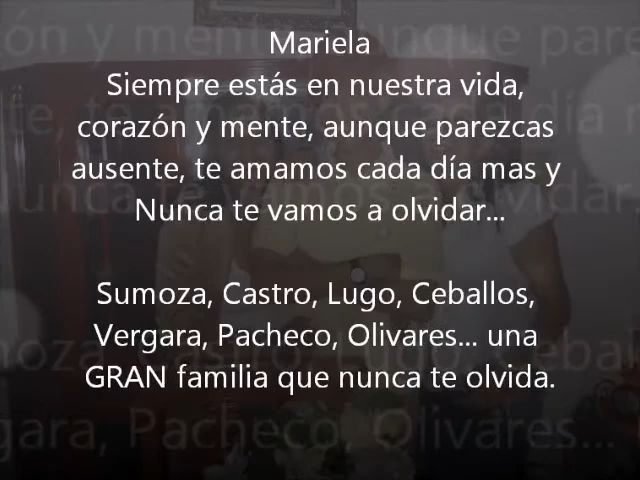 Mariela
Siempre estás en nuestra vida,
corazón y mente, aunque parezcas
ausente, te amamos cada día mas y
Nunca te vamos a olvidar...
Sumoza, Castro, Lugo, Ceballos,
Vergara, Pacheco, Olivares... una
GRAN familia que nunca te olvida.